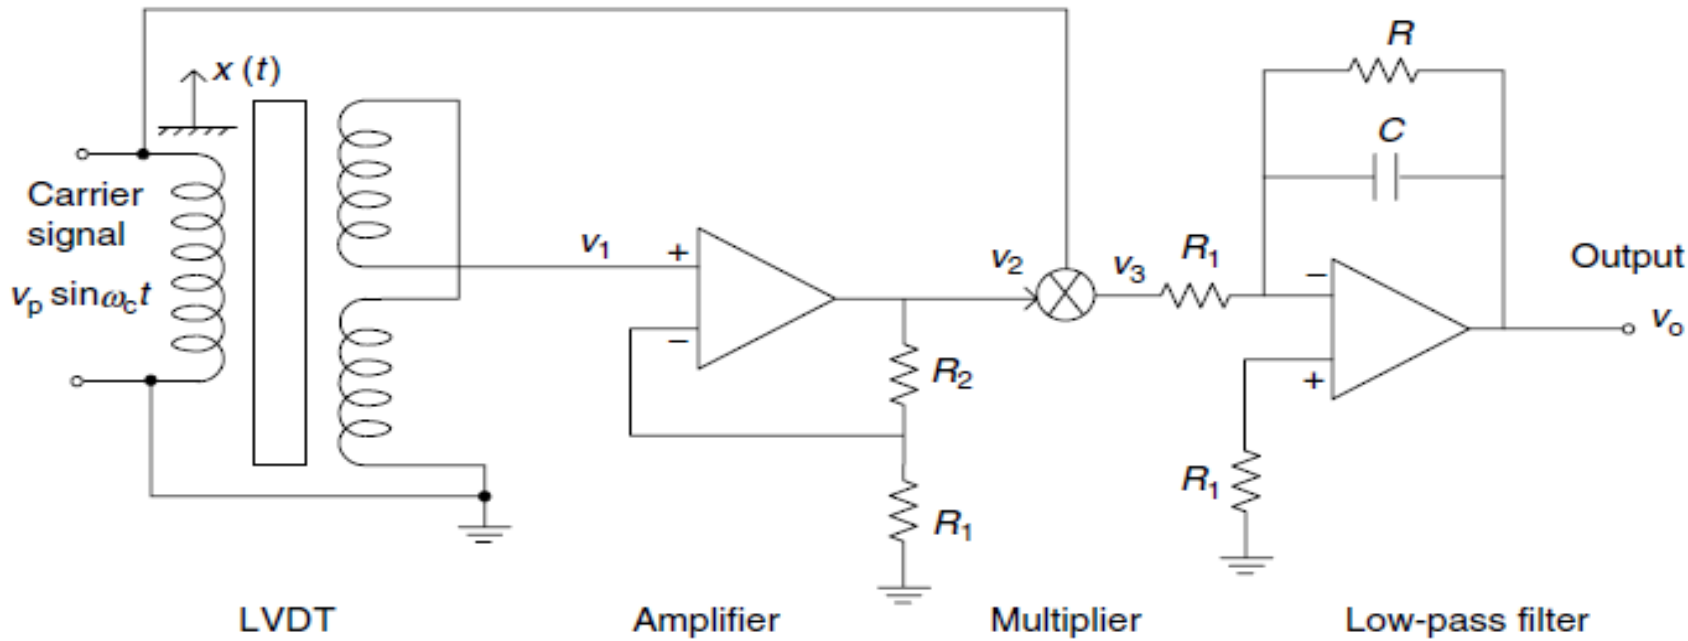 x (t)
Carrier
signal
vp sinωct
v1
+
−
R2
R1
v2
v3
R1
R
C
−
+
R1
Output
vo
LVDT
Amplifier
Multiplier
Low-pass filter